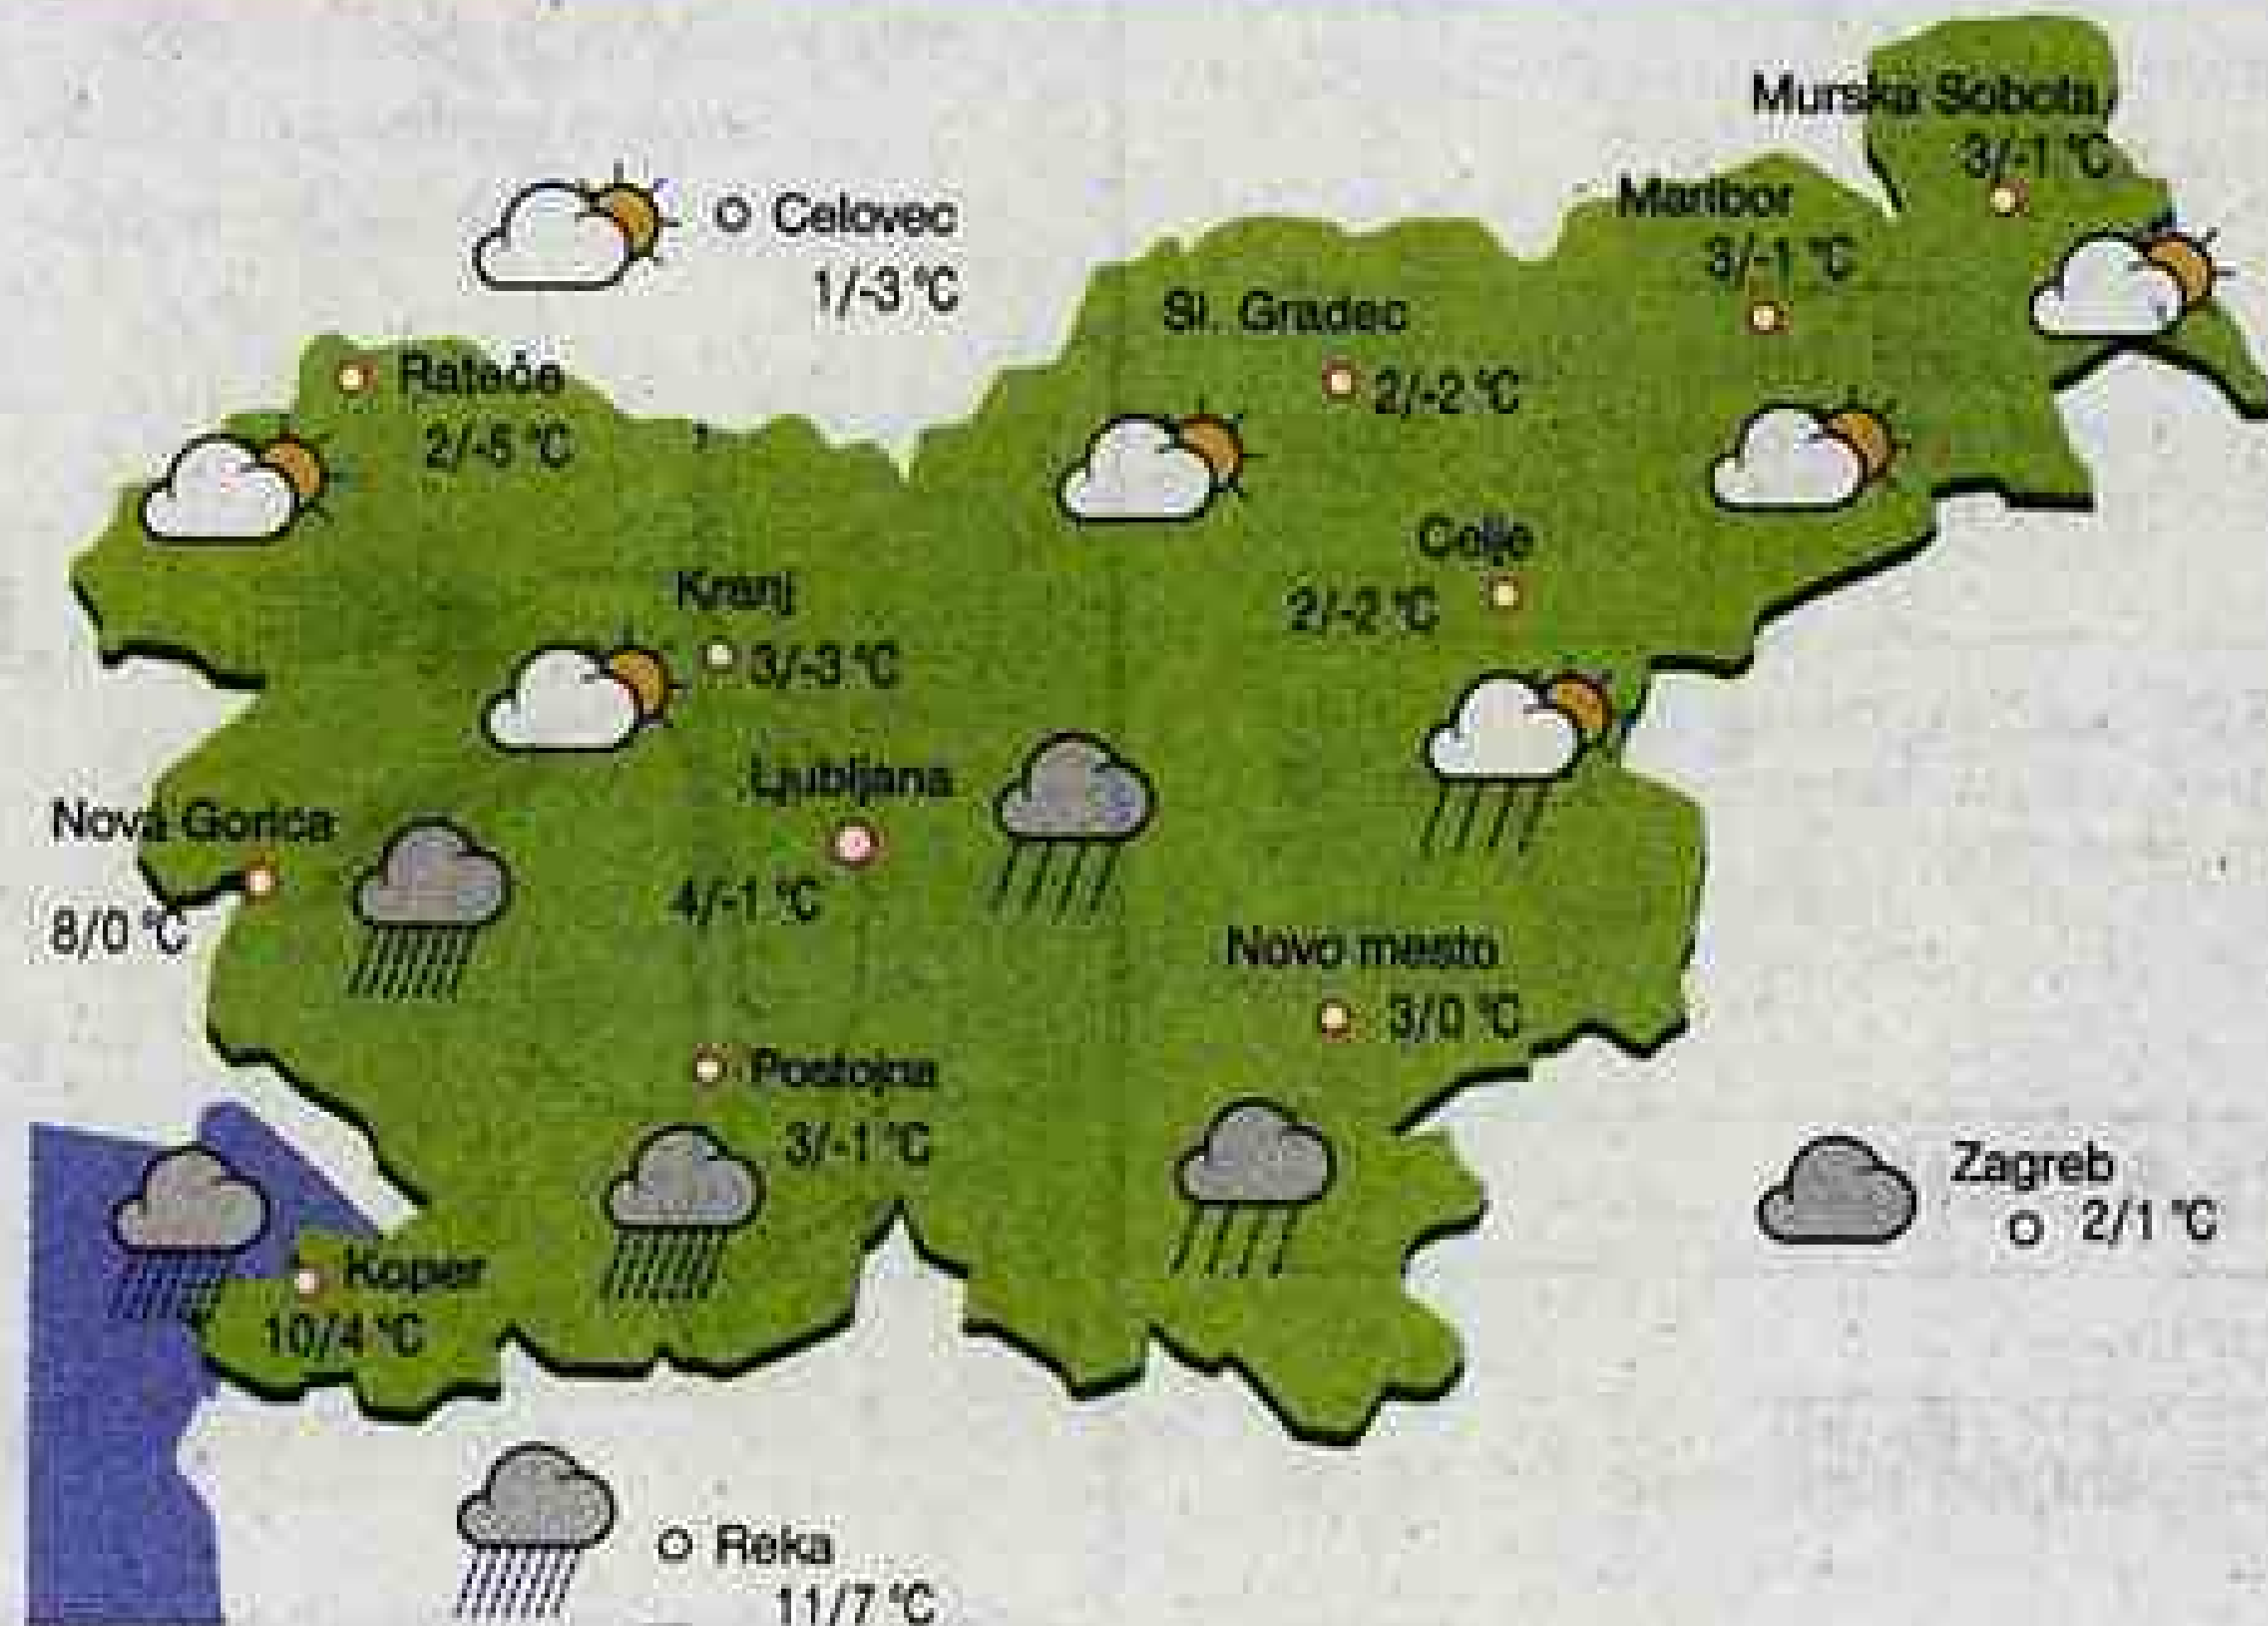 Murska Sobota
3/-1 °C
Maribor
3/-1 °C
Celovec
1/-3 °C
Sl. Gradec
2/-2 °C
Rateče
2/-5 °C
Celje
2/-2 °C
Kranj
3/-3 °C
Ljubljana
4/-1 °C
Nova Gorica
8/0 °C
Novo mesto
3/0 °C
Postojna
3/-1 °C
Zagreb
2/1 °C
Koper
10/4 °C
Reka
11/7 °C